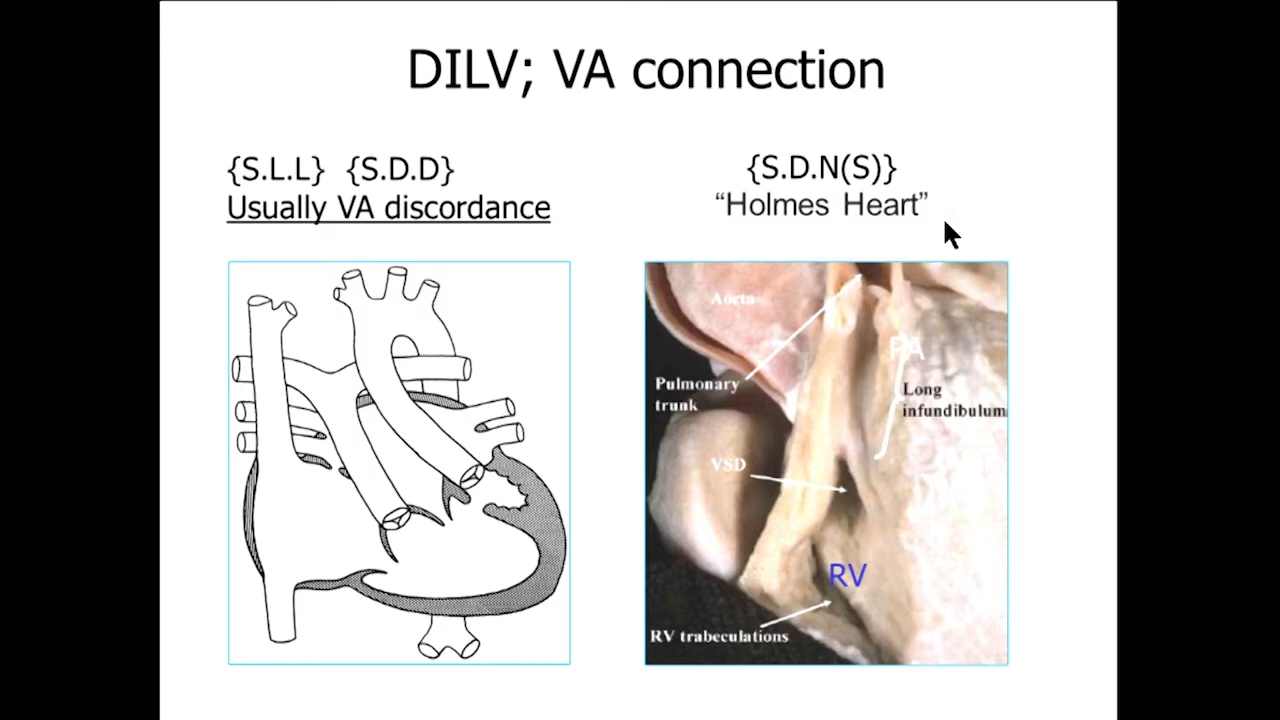 DILV; VA connection
{S.L.L} {S.D.D}
Usually VA discordance
{S.D.N(S)}
“Holmes Heart”
Aorta
PA
Pulmonary
trunk
Long
infundibulum
VSD
RV
RV trabeculations